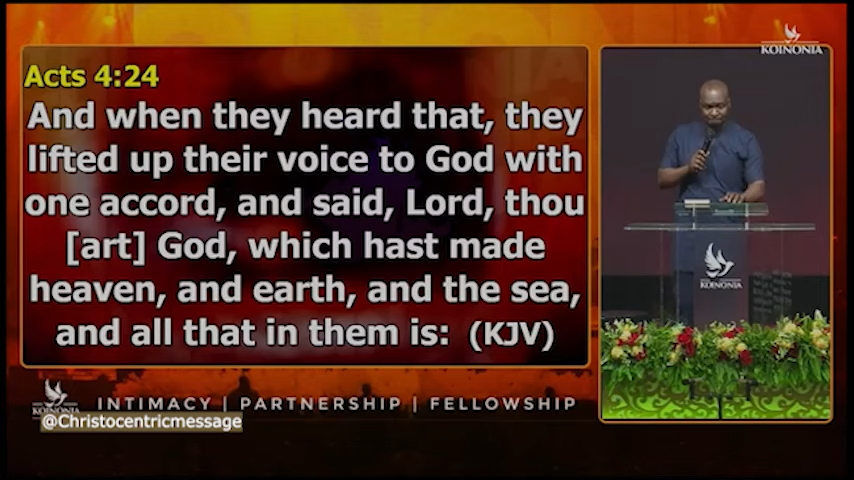 Acts 4:24
And when they heard that, they
lifted up their voice to God with
one accord, and said, Lord, thou
[art] God, which hast made
heaven, and earth, and the sea,
and all that in them is: (KJV)
KOINONIA
KOINONIA
KOINONIA
INTIMACY | PARTNERSHIP | FELLOWSHIP
@Christocentricmessage